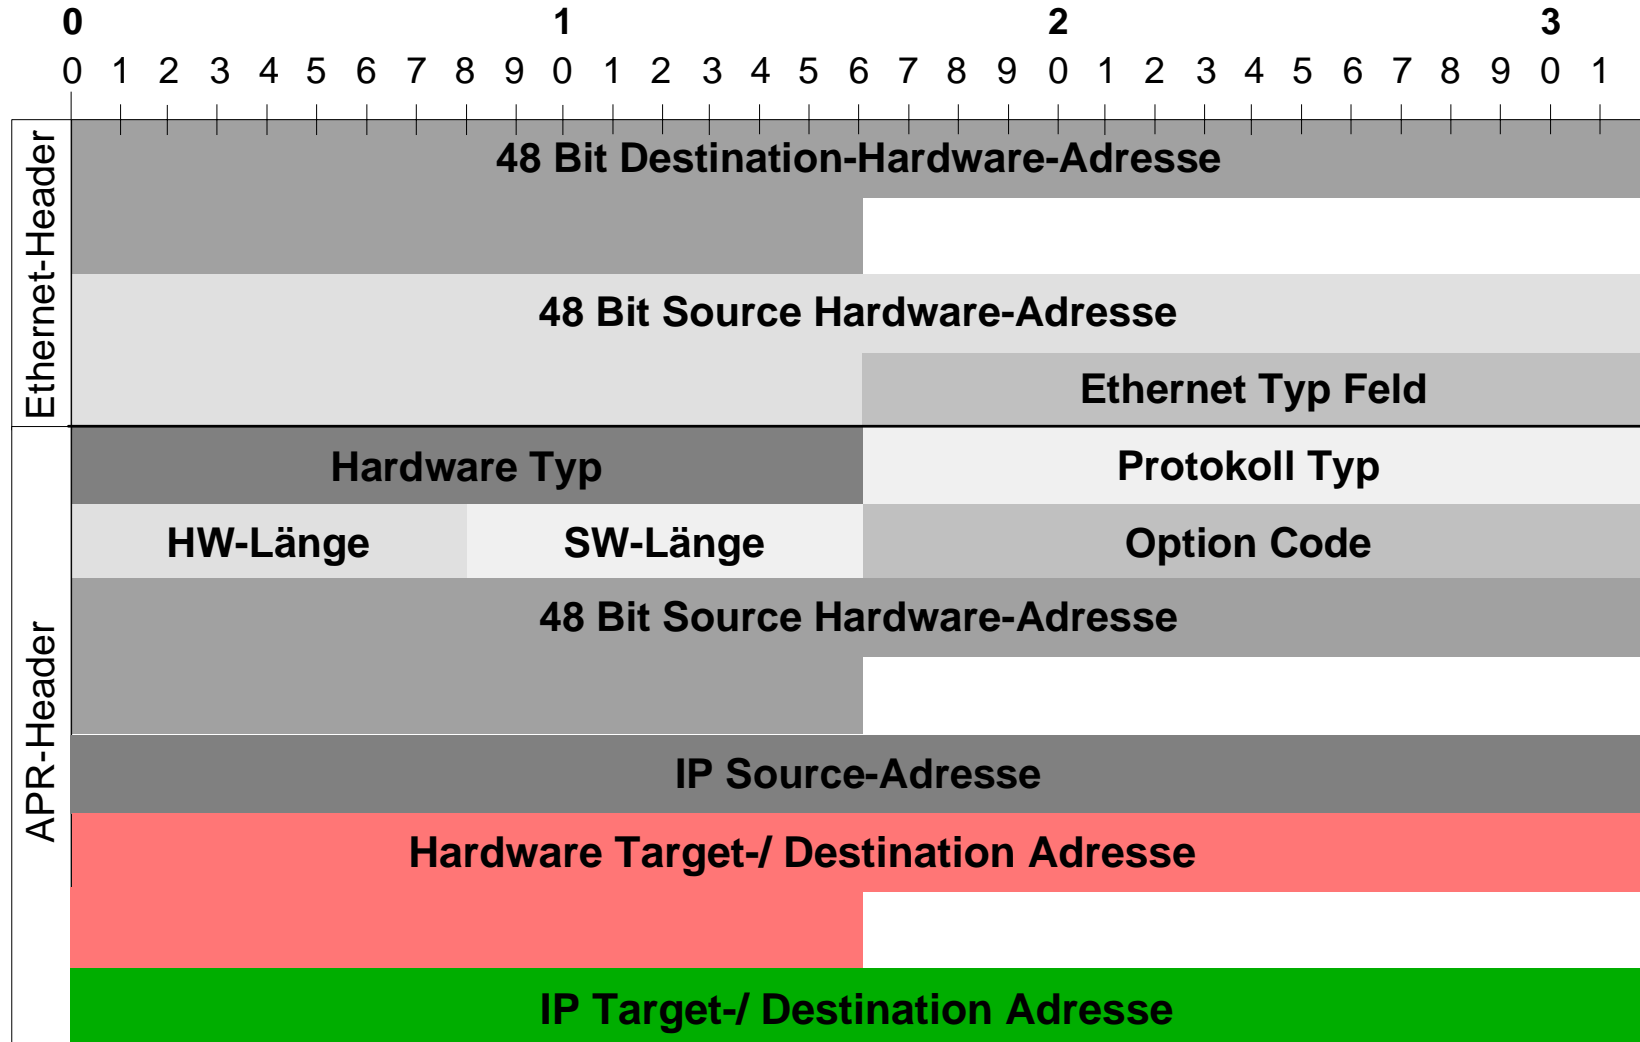 0 1 2 3
0 1 2 3 4 5 6 7 8 9 0 1 2 3 4 5 6 7 8 9 0 1 2 3 4 5 6 7 8 9 0 1
Ethernet-Header
48 Bit Destination-Hardware-Adresse
48 Bit Source Hardware-Adresse
Ethernet Typ Feld
APR-Header
Hardware Typ Protokoll Typ
HW-Länge SW-Länge Option Code
48 Bit Source Hardware-Adresse
IP Source-Adresse
Hardware Target-/ Destination Adresse
IP Target-/ Destination Adresse